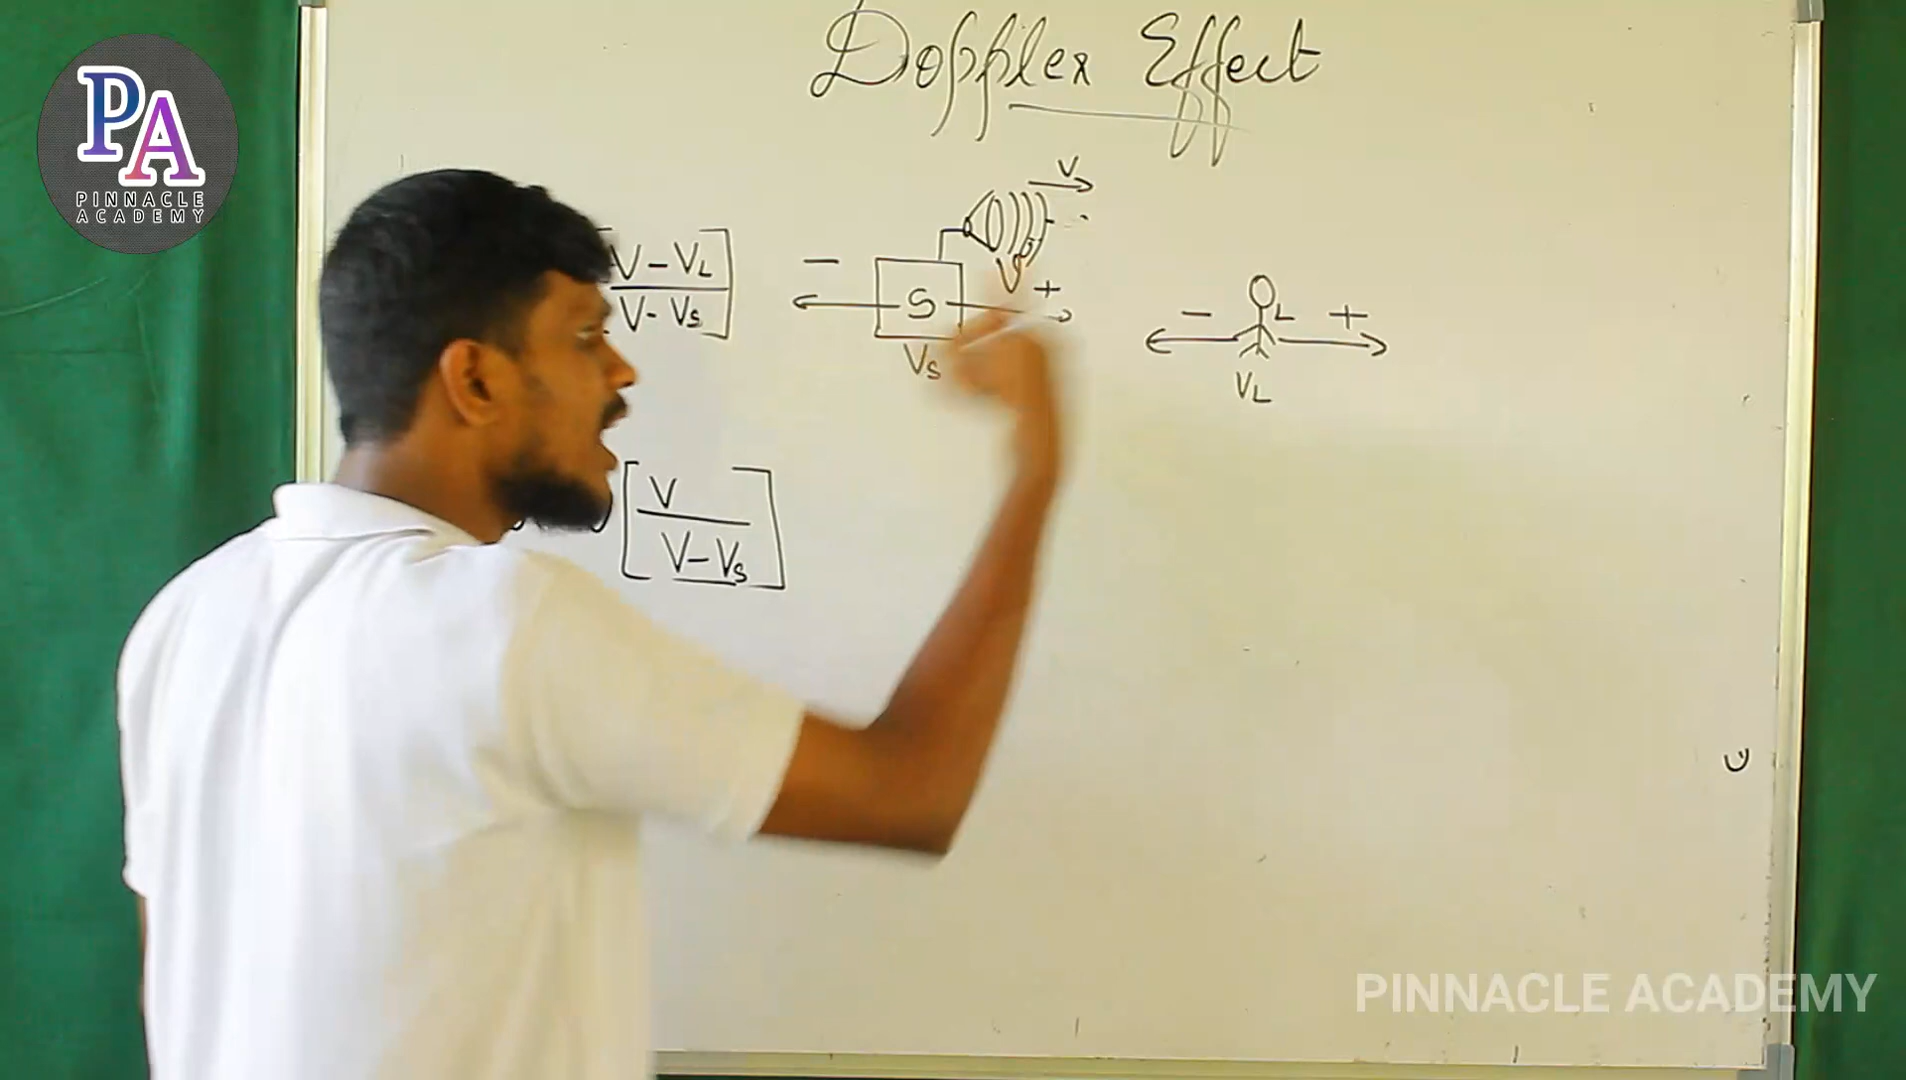 PA
PINNACLE
ACADEMY
Doppler Effect
V
V - VL
V - VS
-
S
υ
+
VS
-
L
+
VL
V
V - VS
PINNACLE ACADEMY